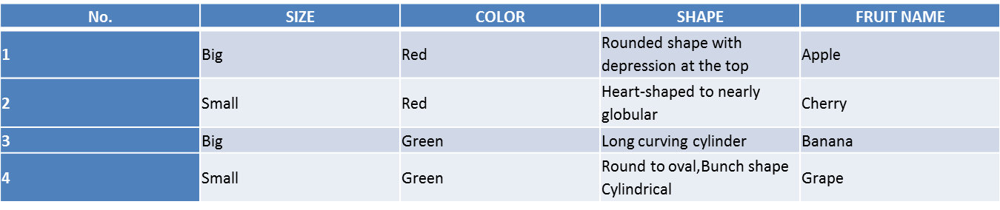 No. SIZE COLOR SHAPE FRUIT NAME
1 Big Red Rounded shape with depression at the top Apple
2 Small Red Heart-shaped to nearly globular Cherry
3 Big Green Long curving cylinder Banana
4 Small Green Round to oval,Bunch shape Cylindrical Grape